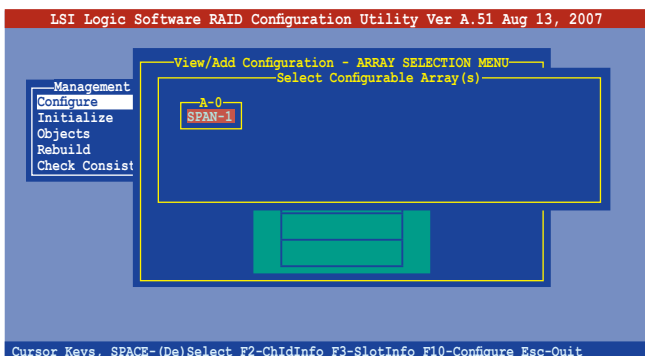 LSI Logic Software RAID Configuration Utility Ver A.51 Aug 13, 2007
View/Add Configuration - ARRAY SELECTION MENU
Select Configurable Array(s)
Management
Configure
A-0
SPAN-1
Initialize
Objects
Rebuild
Check Consist
Cursor Keys, SPACE-(De)Select F2-ChIdInfo F3-SlotInfo F10-Configure Esc-Quit